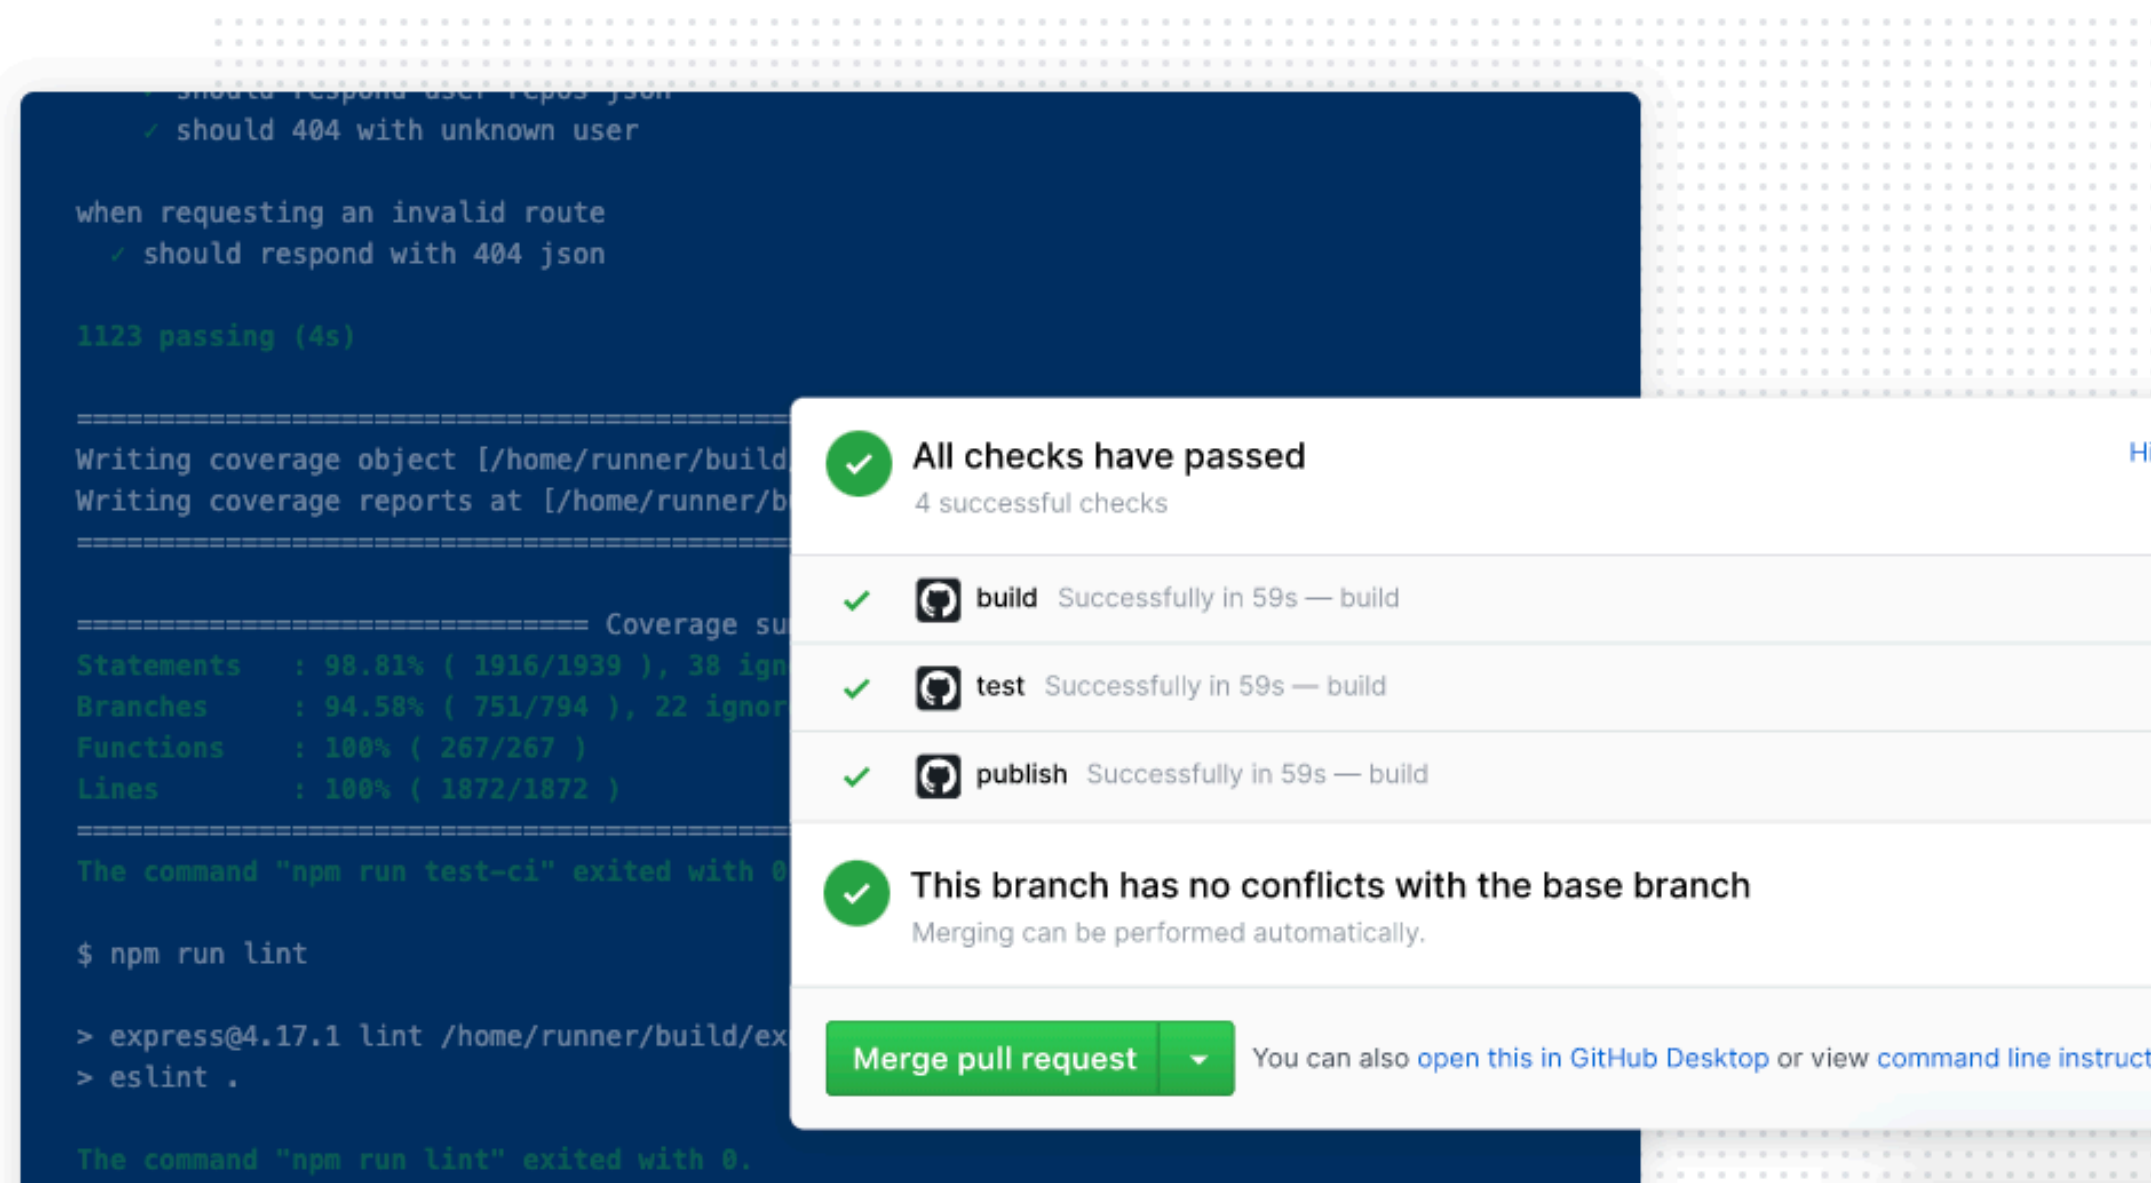 should respond user repos json
✓ should 404 with unknown user
when requesting an invalid route
✓ should respond with 404 json
1123 passing (4s)
=============================================
Writing coverage object [/home/runner/build
Writing coverage reports at [/home/runner/b
=============================================
=============================== Coverage su
Statements : 98.81% ( 1916/1939 ), 38 ign
Branches : 94.58% ( 751/794 ), 22 ignor
Functions : 100% ( 267/267 )
Lines : 100% ( 1872/1872 )
=============================================
The command "npm run test-ci" exited with 0
$ npm run lint
> express@4.17.1 lint /home/runner/build/ex
> eslint .
The command "npm run lint" exited with 0.
All checks have passed
Hi
4 successful checks
build Successfully in 59s — build
test Successfully in 59s — build
publish Successfully in 59s — build
This branch has no conflicts with the base branch
Merging can be performed automatically.
Merge pull request
You can also open this in GitHub Desktop or view command line instruct